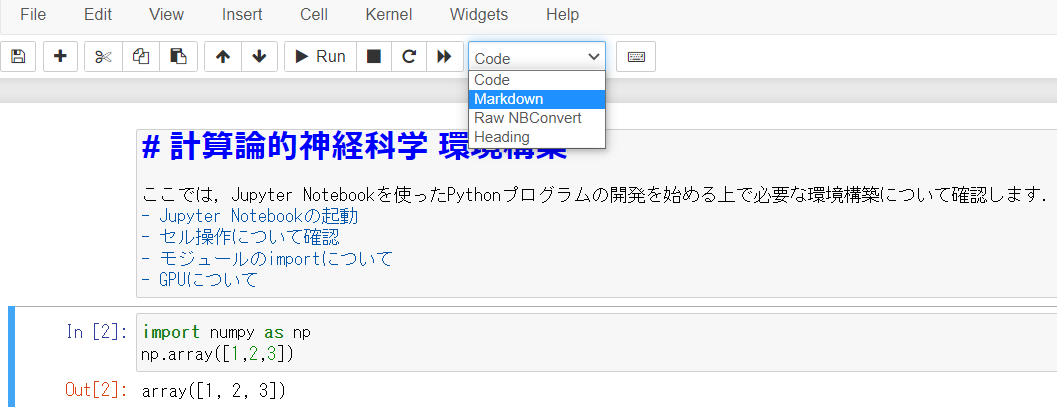 File Edit View Insert Cell Kernel Widgets Help
Run Code
Code
Markdown
Raw NBConvert
Heading
# 計算論的神経科学 環境構築
ここでは，Jupyter Notebookを使ったPythonプログラムの開発を始める上で必要な環境構築について確認します．
- Jupyter Notebookの起動
- セル操作について確認
- モジュールのimportについて
- GPUについて
In [2]: import numpy as np
np.array([1,2,3])
Out[2]: array([1, 2, 3])